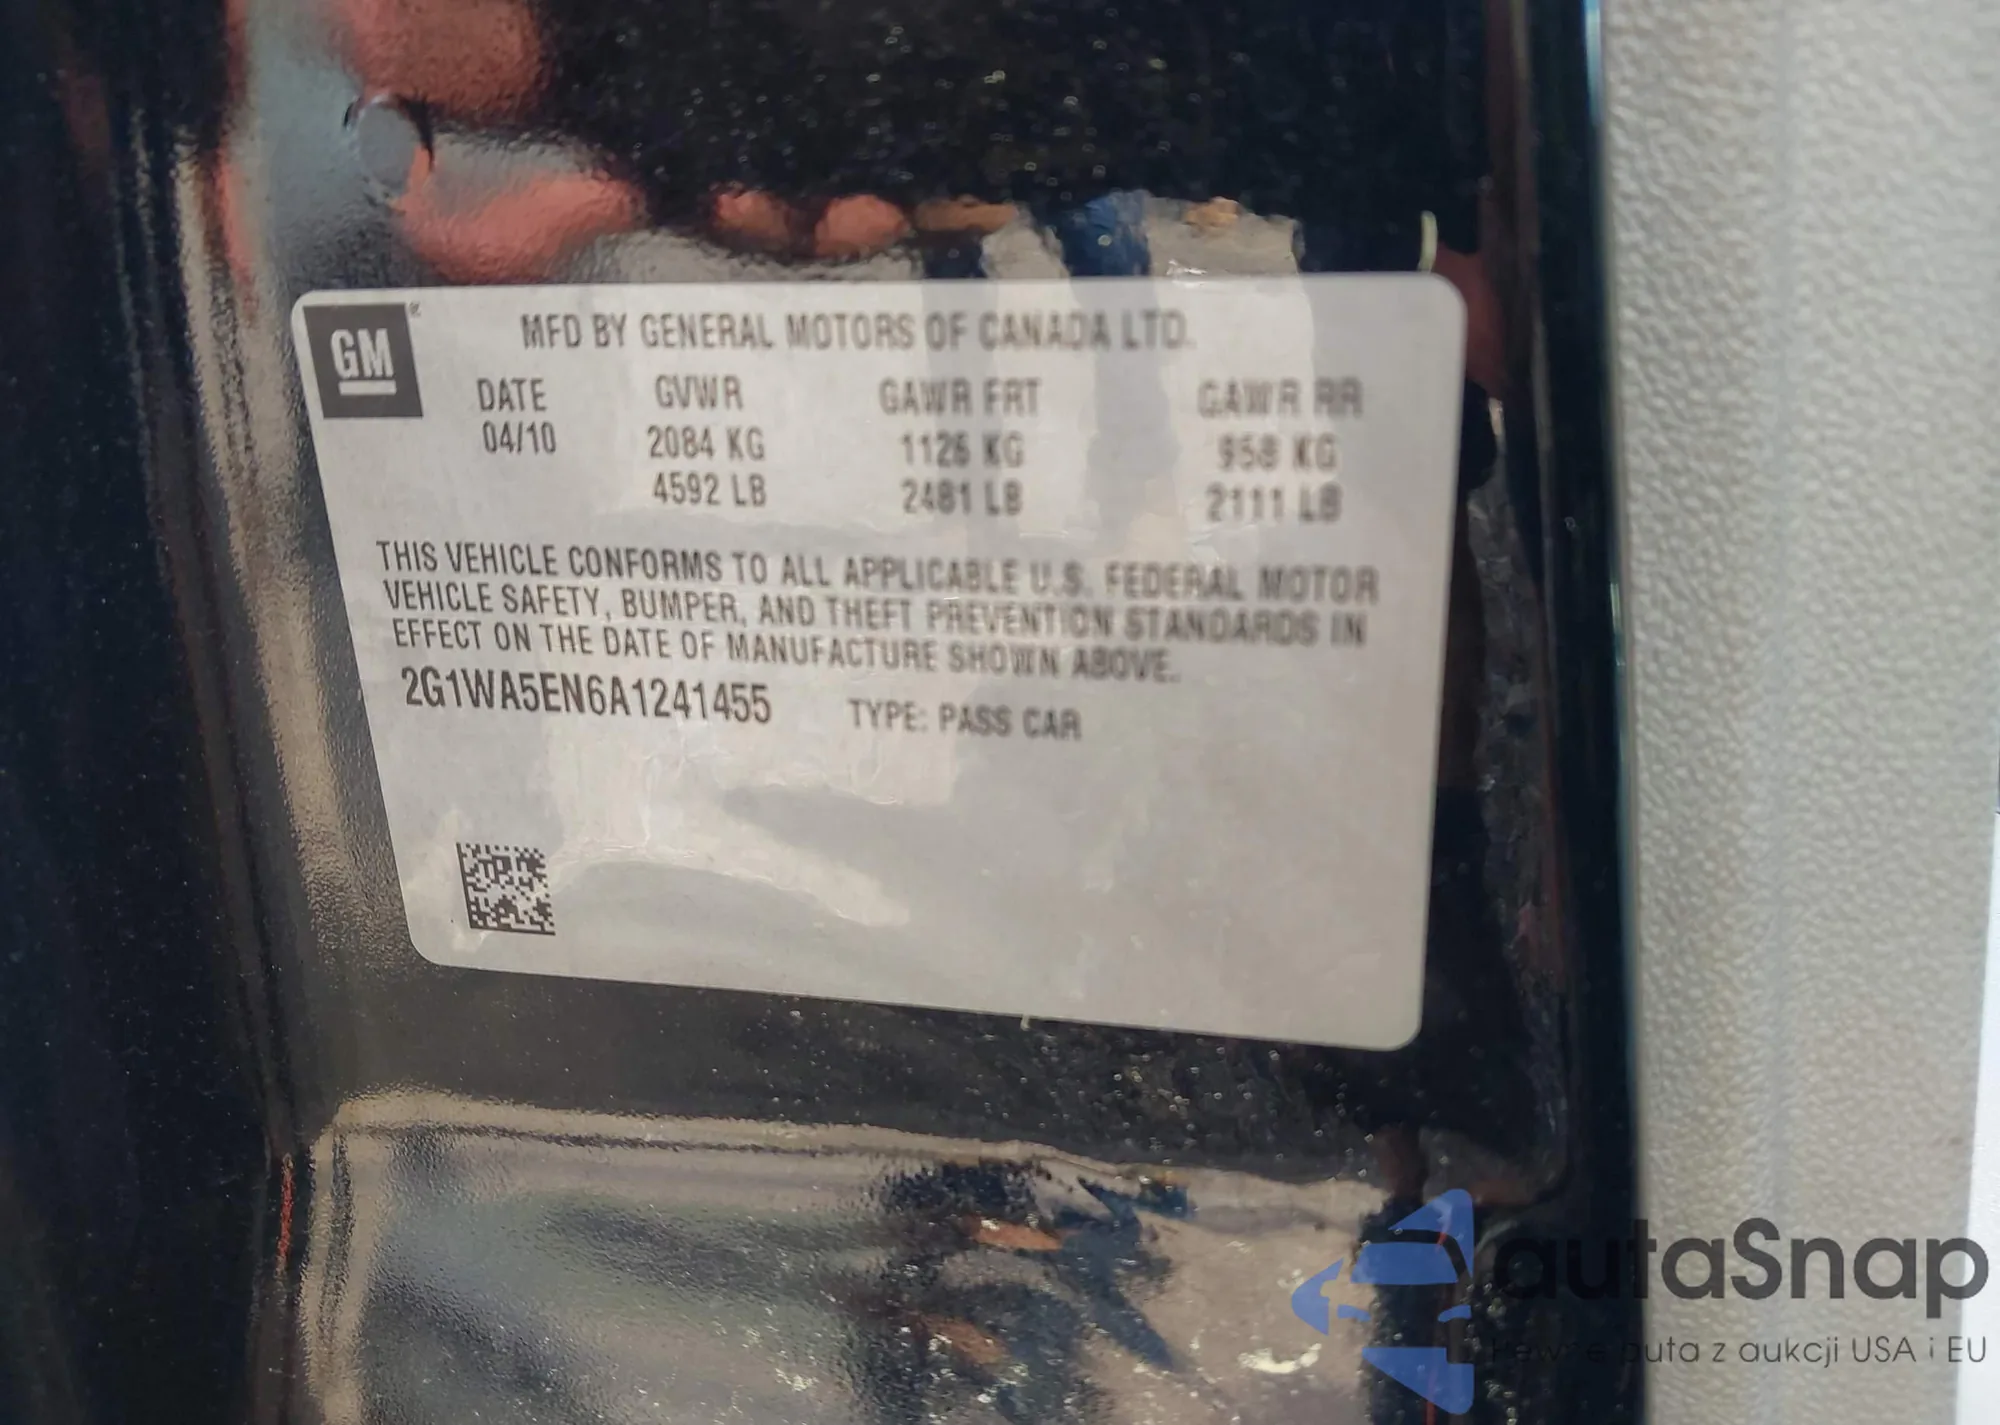 GM
MFD BY GENERAL MOTORS OF CANADA LTD.
DATE GVWR GAWR FRT GAWR RR
04/10 2084 KG 1126 KG 958 KG
4592 LB 2481 LB 2111 LB
THIS VEHICLE CONFORMS TO ALL APPLICABLE U.S. FEDERAL MOTOR
VEHICLE SAFETY, BUMPER, AND THEFT PREVENTION STANDARDS IN
EFFECT ON THE DATE OF MANUFACTURE SHOWN ABOVE.
2G1WA5EN6A1241455 TYPE: PASS CAR
autaSnap
Pewne auta z aukcji USA i EU